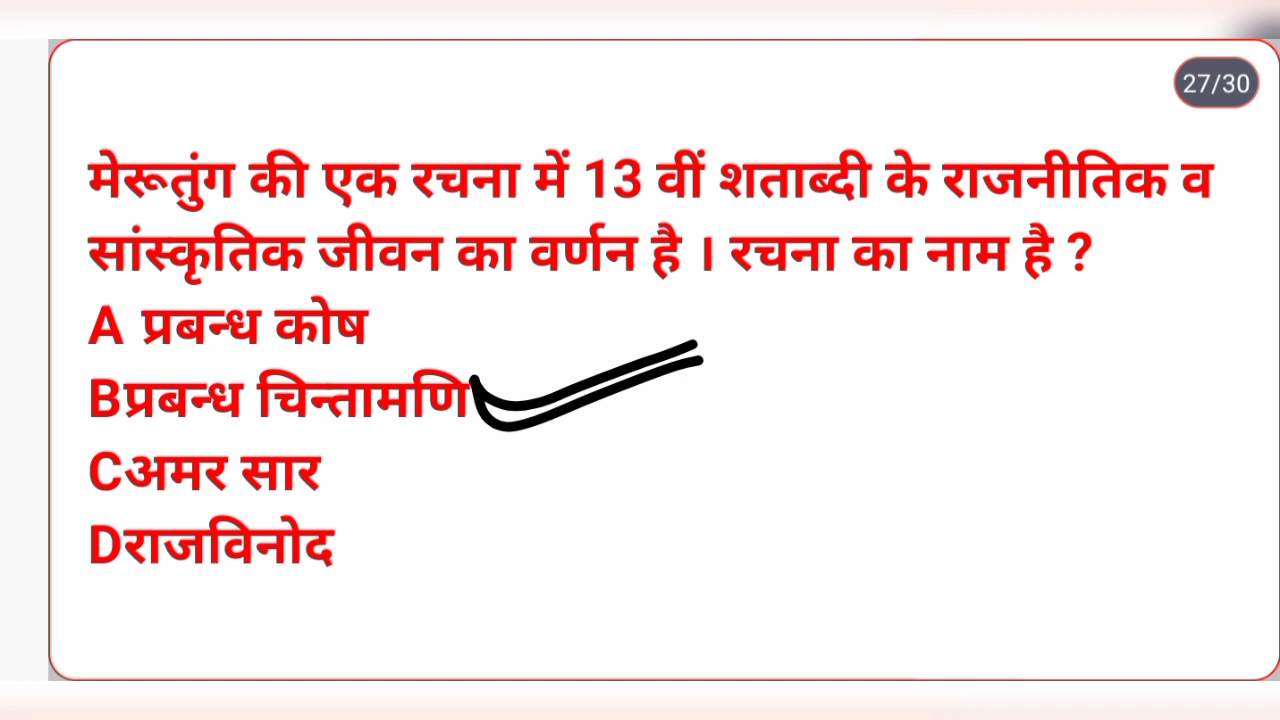 27/30
मेरूतुंग की एक रचना में 13 वीं शताब्दी के राजनीतिक व
सांस्कृतिक जीवन का वर्णन है । रचना का नाम है ?
A प्रबन्ध कोष
Bप्रबन्ध चिन्तामणि
Cअमर सार
Dराजविनोद